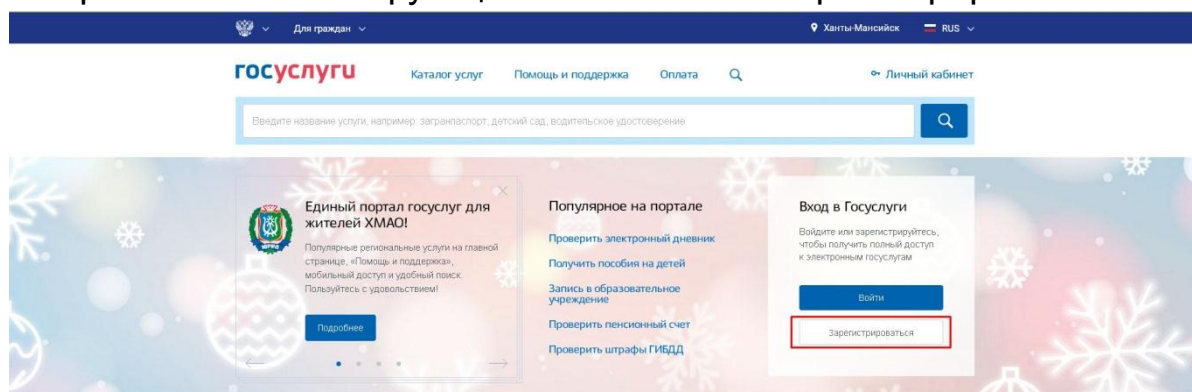 Для граждан
Ханты-Мансийск RUS
госуслуги Каталог услуг Помощь и поддержка Оплата Личный кабинет
Введите название услуги, например: загранпаспорт, детский сад, водительское удостоверение
Единый портал госуслуг для
жителей ХМАО!
Популярные региональные услуги на главной
странице, «Помощь и поддержка»,
мобильный доступ и удобный поиск.
Пользуйтесь с удовольствием!
Подробнее
Популярное на портале
Проверить электронный дневник
Получить пособия на детей
Запись в образовательное
учреждение
Проверить пенсионный счет
Проверить штрафы ГИБДД
Вход в Госуслуги
Войдите или зарегистрируйтесь,
чтобы получить полный доступ
к электронным госуслугам
Войти
Зарегистрироваться
ЮГРА